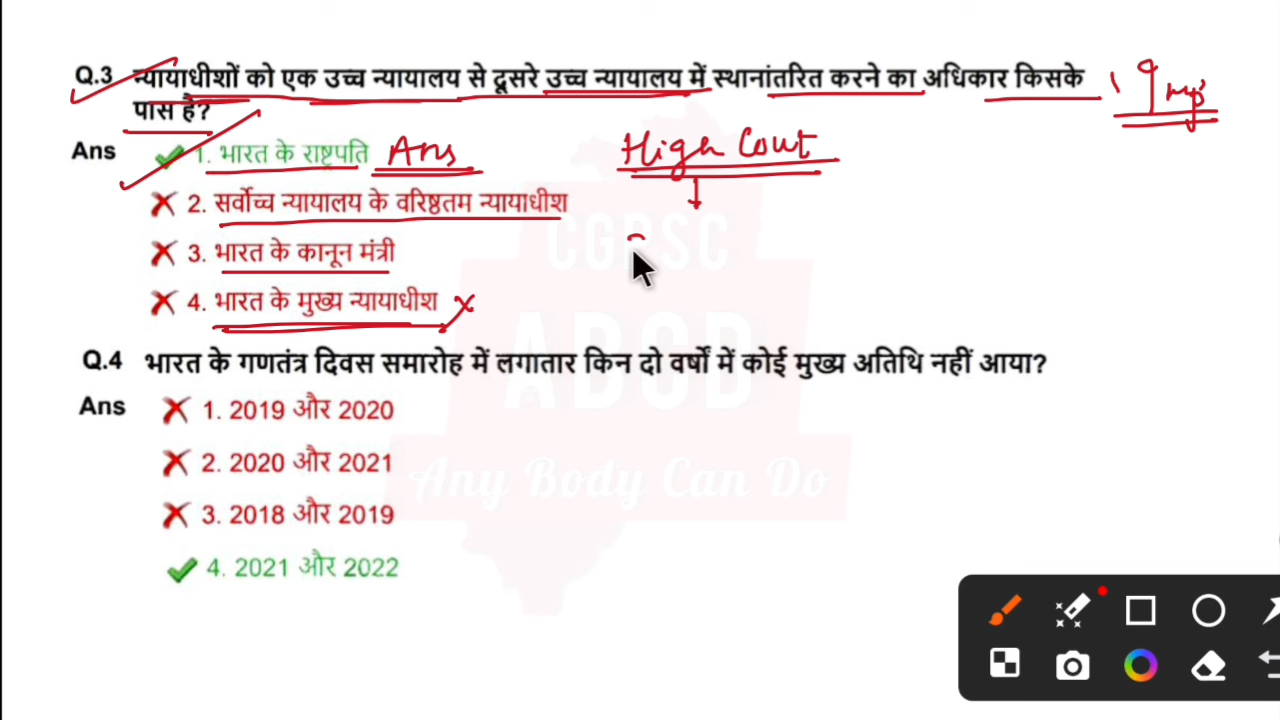 Q.3 न्यायाधीशों को एक उच्च न्यायालय से दूसरे उच्च न्यायालय में स्थानांतरित करने का अधिकार किसके
पास है?
Ans 1. भारत के राष्ट्रपति Ans High Cout
2. सर्वोच्च न्यायालय के वरिष्ठतम न्यायाधीश
3. भारत के कानून मंत्री
4. भारत के मुख्य न्यायाधीश
Q.4 भारत के गणतंत्र दिवस समारोह में लगातार किन दो वर्षों में कोई मुख्य अतिथि नहीं आया?
Ans 1. 2019 और 2020
2. 2020 और 2021
3. 2018 और 2019
4. 2021 और 2022
CGPSC
ABCD
Any Body Can Do